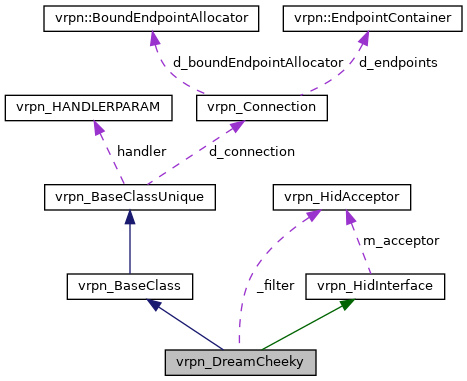 vrpn::BoundEndpointAllocator
vrpn::EndpointContainer
d_boundEndpointAllocator
d_endpoints
vrpn_HANDLERPARAM
vrpn_Connection
handler
d_connection
vrpn_BaseClassUnique
vrpn_HidAcceptor
m_acceptor
_filter
vrpn_BaseClass
vrpn_HidInterface
vrpn_DreamCheeky